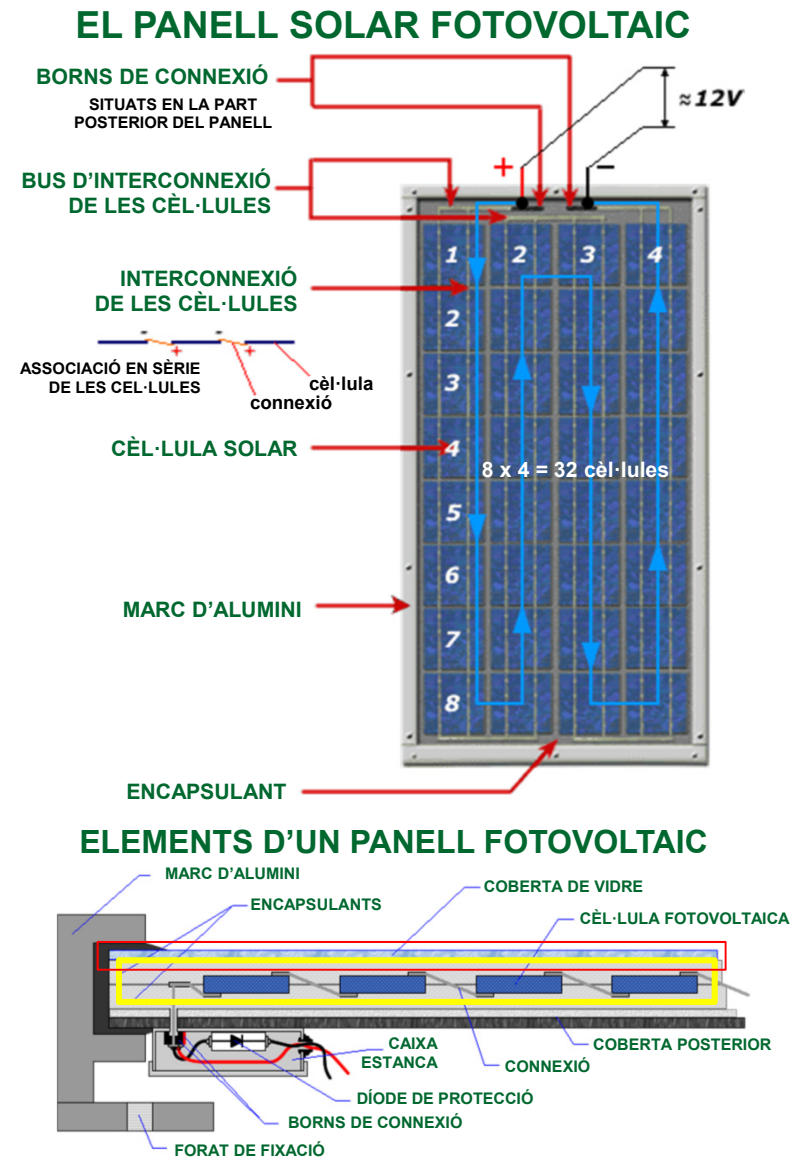 EL PANELL SOLAR FOTOVOLTAIC
BORNS DE CONNEXIÓ
SITUATS EN LA PART
POSTERIOR DEL PANELL
≈12V
+
−
BUS D'INTERCONNEXIÓ
DE LES CÈL·LULES
1 2 3 4
INTERCONNEXIÓ
DE LES CÈL·LULES
2
- -
+ +
ASSOCIACIÓ EN SÈRIE
DE LES CEL·LULES
cèl·lula
connexió
3
CÈL·LULA SOLAR
4
8 x 4 = 32 cèl·lules
5
6
MARC D'ALUMINI
7
8
ENCAPSULANT
ELEMENTS D'UN PANELL FOTOVOLTAIC
MARC D'ALUMINI
COBERTA DE VIDRE
ENCAPSULANTS
CÈL·LULA FOTOVOLTAICA
CAIXA
ESTANCA
COBERTA POSTERIOR
CONNEXIÓ
DÍODE DE PROTECCIÓ
BORNS DE CONNEXIÓ
FORAT DE FIXACIÓ